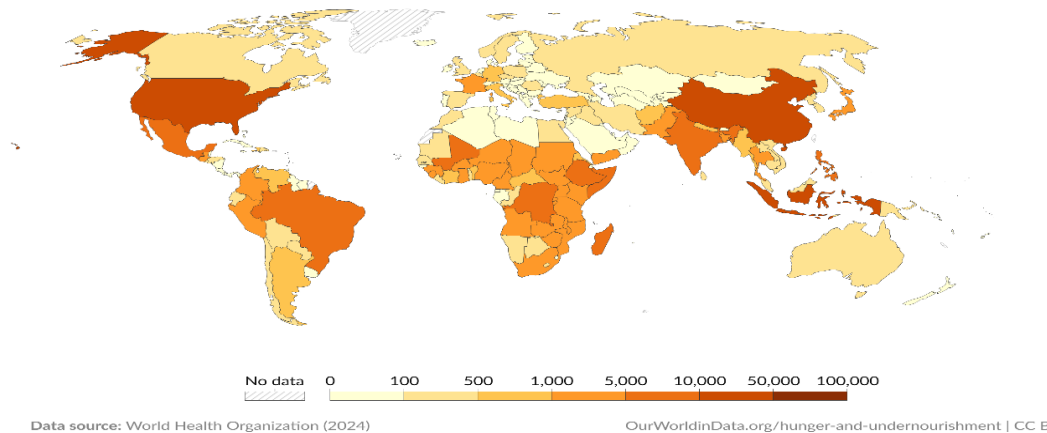 No data 0 100 500 1,000 5,000 10,000 50,000 100,000
Data source: World Health Organization (2024) OurWorldinData.org/hunger-and-undernourishment | CC B